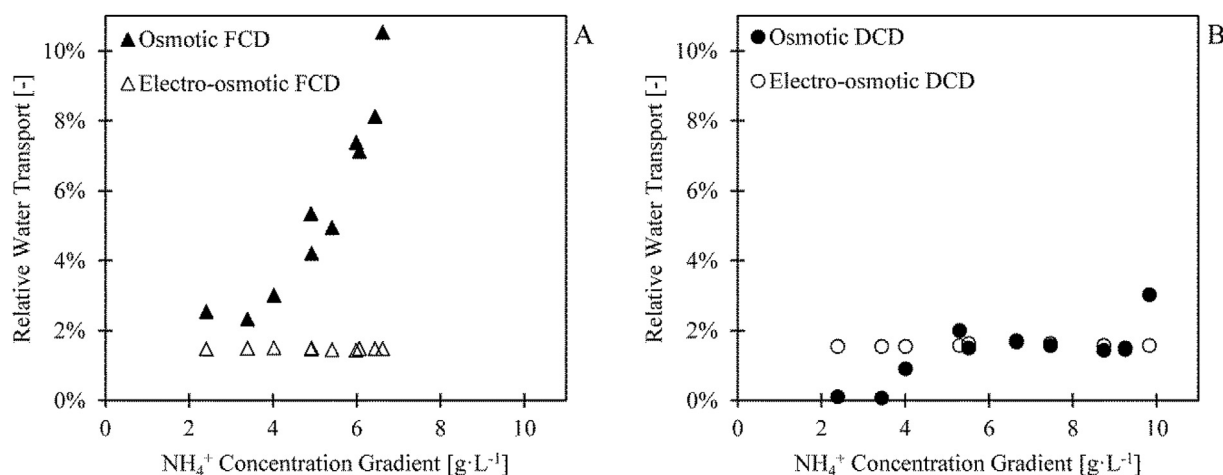 A
▲ Osmotic FCD
△ Electro-osmotic FCD
Relative Water Transport [-]
10%
8%
6%
4%
2%
0%
0 2 4 6 8 10
NH₄⁺ Concentration Gradient [g·L⁻¹]
B
● Osmotic DCD
○ Electro-osmotic DCD
Relative Water Transport [-]
10%
8%
6%
4%
2%
0%
0 2 4 6 8 10
NH₄⁺ Concentration Gradient [g·L⁻¹]